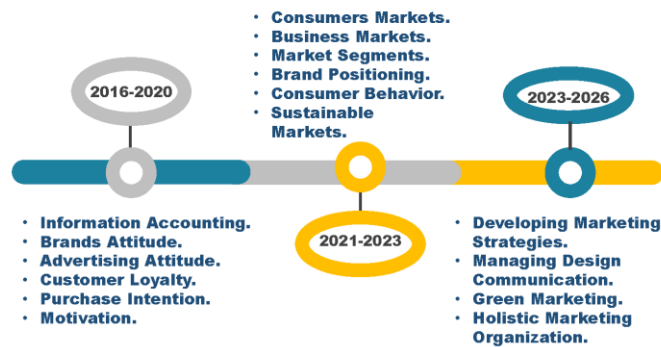 2016-2020
• Information Accounting.
• Brands Attitude.
• Advertising Attitude.
• Customer Loyalty.
• Purchase Intention.
• Motivation.
• Consumers Markets.
• Business Markets.
• Market Segments.
• Brand Positioning.
• Consumer Behavior.
• Sustainable
Markets.
2021-2023
2023-2026
• Developing Marketing
Strategies.
• Managing Design
Communication.
• Green Marketing.
• Holistic Marketing
Organization.